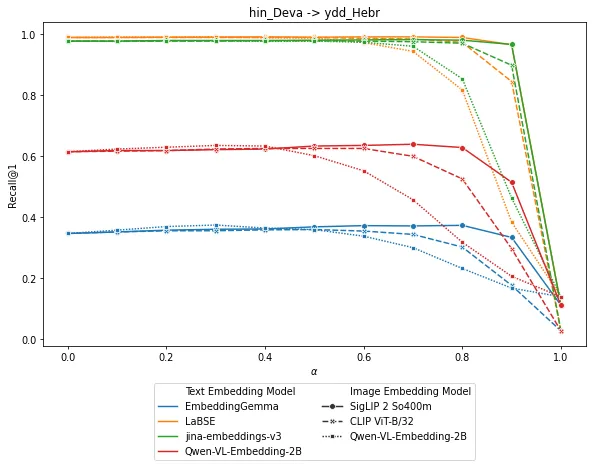 hin_Deva -> ydd_Hebr
Recall@1
1.0
0.8
0.6
0.4
0.2
0.0
0.0 0.2 0.4 0.6 0.8 1.0
α
Text Embedding Model Image Embedding Model
EmbeddingGemma SigLIP 2 So400m
LaBSE CLIP ViT-B/32
jina-embeddings-v3 Qwen-VL-Embedding-2B
Qwen-VL-Embedding-2B